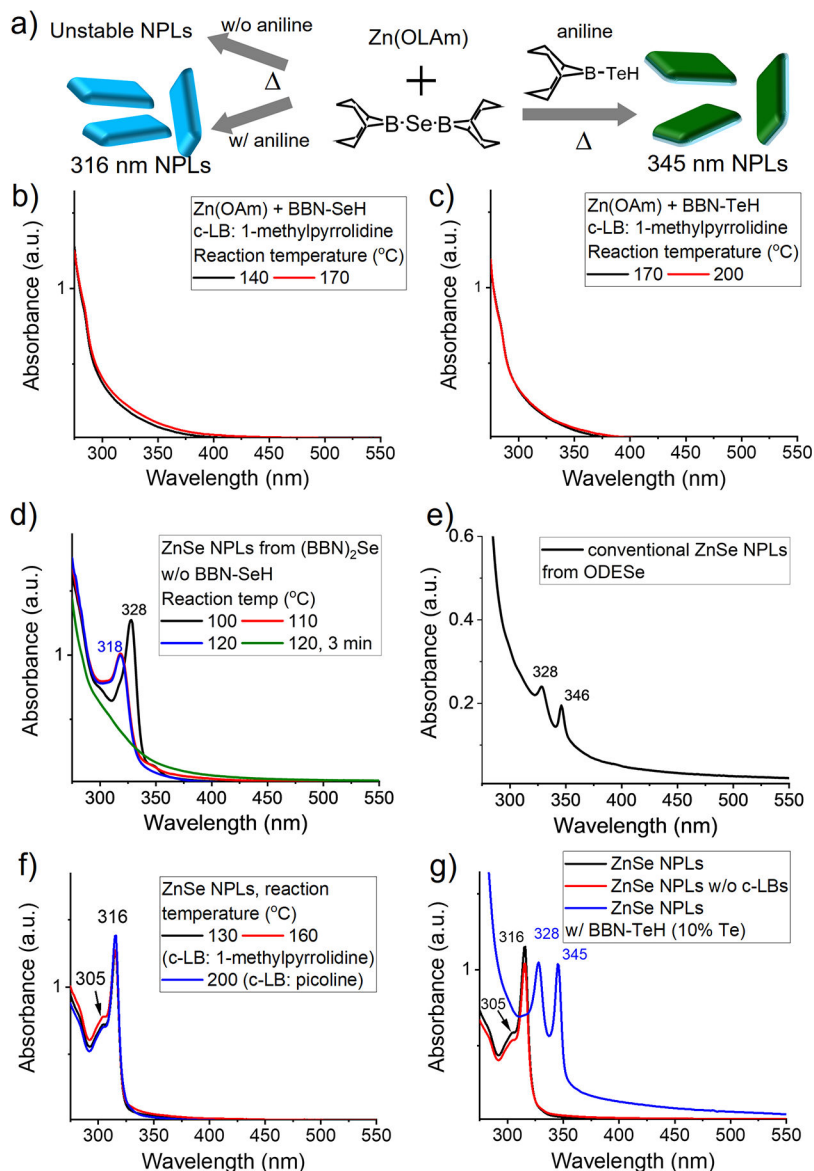 a)
Unstable NPLs
w/o aniline
Δ
w/ aniline
316 nm NPLs
Zn(OLAm)
+
B-Se-B
aniline
B-TeH
Δ
345 nm NPLs
b)
Zn(OAm) + BBN-SeH
c-LB: 1-methylpyrrolidine
Reaction temperature (°C)
140 170
Absorbance (a.u.)
1
300 350 400 450 500 550
Wavelength (nm)
c)
Zn(OAm) + BBN-TeH
c-LB: 1-methylpyrrolidine
Reaction temperature (°C)
170 200
Absorbance (a.u.)
1
300 350 400 450 500 550
Wavelength (nm)
d)
ZnSe NPLs from (BBN)₂Se
w/o BBN-SeH
Reaction temp (°C)
100 110
120 120, 3 min
328
318
Absorbance (a.u.)
1
300 350 400 450 500 550
Wavelength (nm)
e)
conventional ZnSe NPLs
from ODESe
328
346
Absorbance (a.u.)
0.6
0.4
0.2
300 350 400 450 500 550
Wavelength (nm)
f)
ZnSe NPLs, reaction
temperature (°C)
130 160
(c-LB: 1-methylpyrrolidine)
200 (c-LB: picoline)
316
305
Absorbance (a.u.)
1
300 350 400 450 500 550
Wavelength (nm)
g)
ZnSe NPLs
ZnSe NPLs w/o c-LBs
ZnSe NPLs
w/ BBN-TeH (10% Te)
316
328
345
305
Absorbance (a.u.)
1
300 350 400 450 500 550
Wavelength (nm)